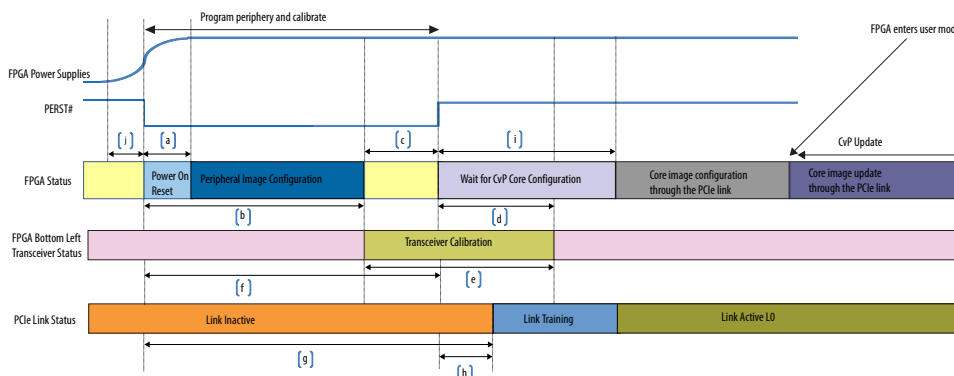 Program periphery and calibrate
FPGA enters user mod
FPGA Power Supplies
PERST#
[j]
[a]
[c]
[i]
CvP Update
FPGA Status
Power On
Reset
Peripheral Image Configuration
Wait for CvP Core Configuration
Core image configuration
through the PCIe link
Core image update
through the PCIe link
[b]
[d]
FPGA Bottom Left
Transceiver Status
Transceiver Calibration
[e]
[f]
PCIe Link Status
Link Inactive
Link Training
Link Active L0
[g]
[h]